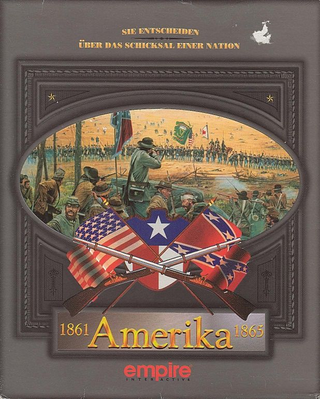 SIE ENTSCHEIDEN
ÜBER DAS SCHICKSAL EINER NATION
1861 Amerika 1865
empire
INTERACTIVE